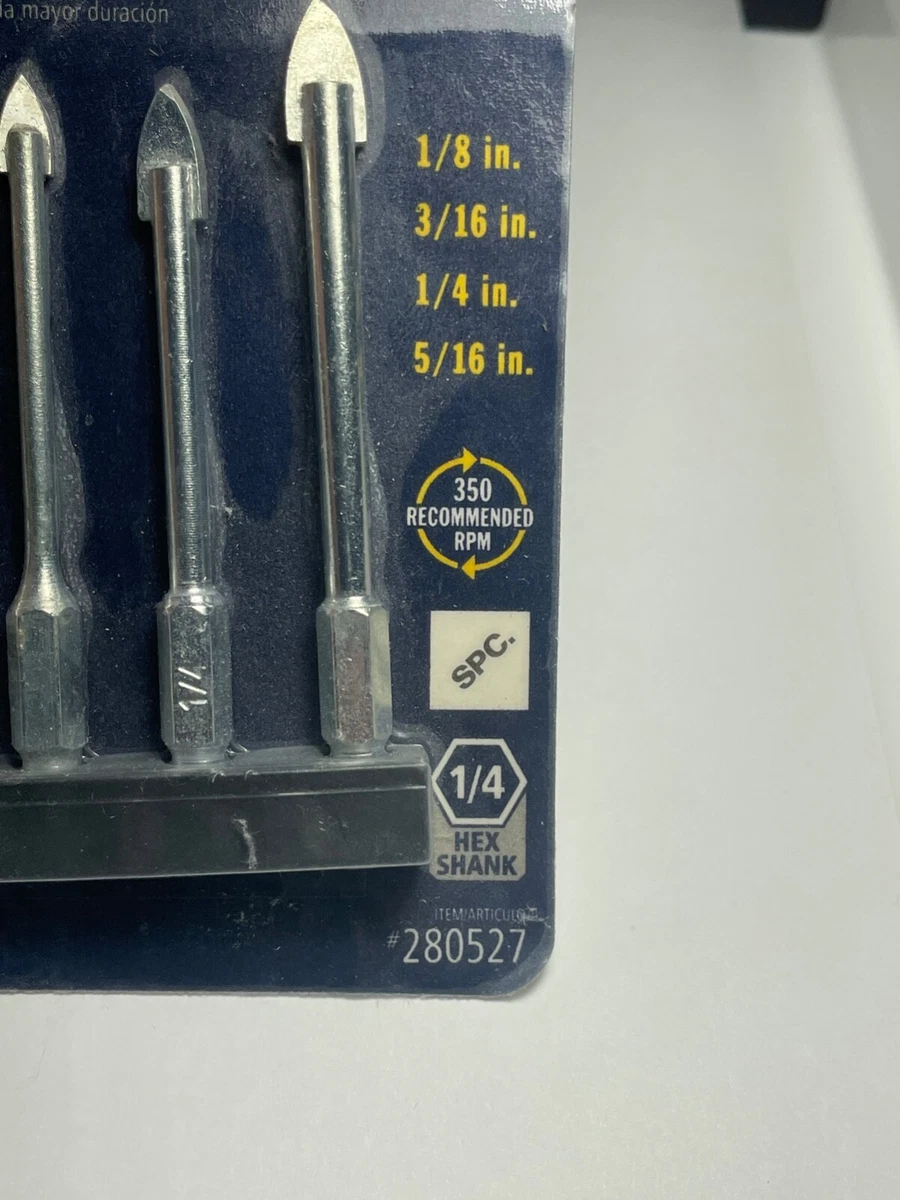 la mayor duración
1/8 in.
3/16 in.
1/4 in.
5/16 in.
350
RECOMMENDED
RPM
SPC.
1/4
1/4
HEX
SHANK
ITEM/ARTICULO
#280527